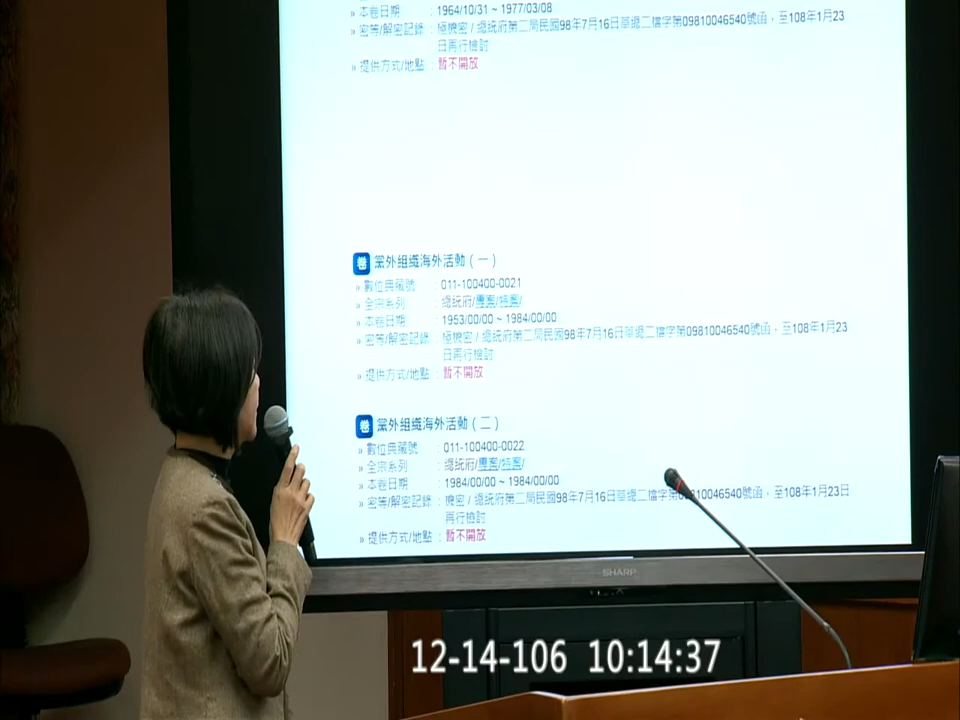 » 本卷日期 : 1964/10/31 ~ 1977/03/08
» 密等/解密記錄 : 極機密 / 總統府第二局民國98年7月16日華總二檔字第09810046540號函，至108年1月23
日再行檢討
» 提供方式/地點 : 暫不開放
卷 黨外組織海外活動（一）
» 數位典藏號 : 011-100400-0021
» 全宗系列 : 總統府/專案/特案/
» 本卷日期 : 1953/00/00 ~ 1984/00/00
» 密等/解密記錄 : 極機密 / 總統府第二局民國98年7月16日華總二檔字第09810046540號函，至108年1月23
日再行檢討
» 提供方式/地點 : 暫不開放
卷 黨外組織海外活動（二）
» 數位典藏號 : 011-100400-0022
» 全宗系列 : 總統府/專案/特案/
» 本卷日期 : 1984/00/00 ~ 1984/00/00
» 密等/解密記錄 : 機密 / 總統府第二局民國98年7月16日華總二檔字第09810046540號函，至108年1月23日
再行檢討
» 提供方式/地點 : 暫不開放
SHARP
12-14-106 10:14:37